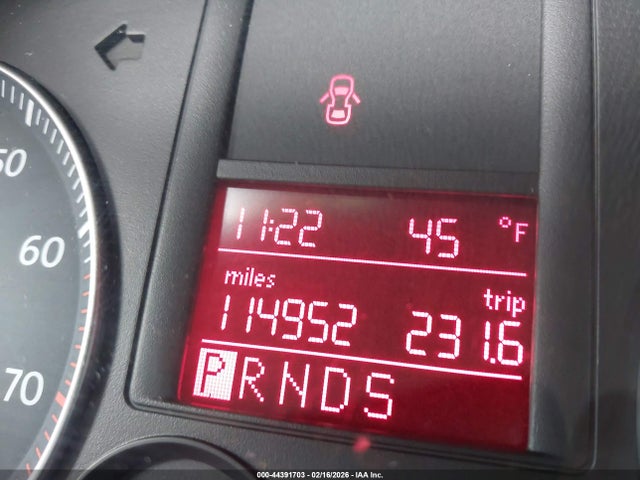 50
60
70
11:22 45 °F
miles
trip
114952 231.6
PRNDS
000-44391703 - 02/16/2026 - IAA Inc.